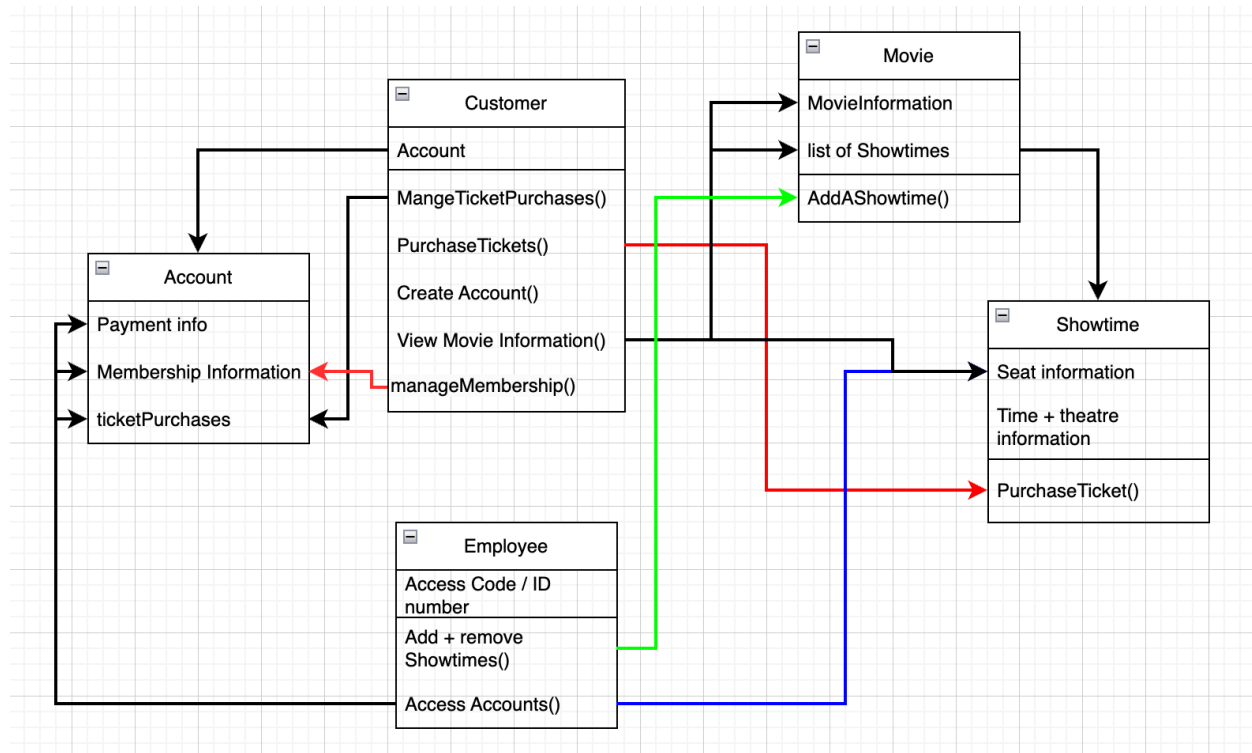 Movie
MovieInformation
list of Showtimes
AddAShowtime()
Customer
Account
MangeTicketPurchases()
PurchaseTickets()
Create Account()
View Movie Information()
manageMembership()
Account
Payment info
Membership Information
ticketPurchases
Showtime
Seat information
Time + theatre
information
PurchaseTicket()
Employee
Access Code / ID
number
Add + remove
Showtimes()
Access Accounts()